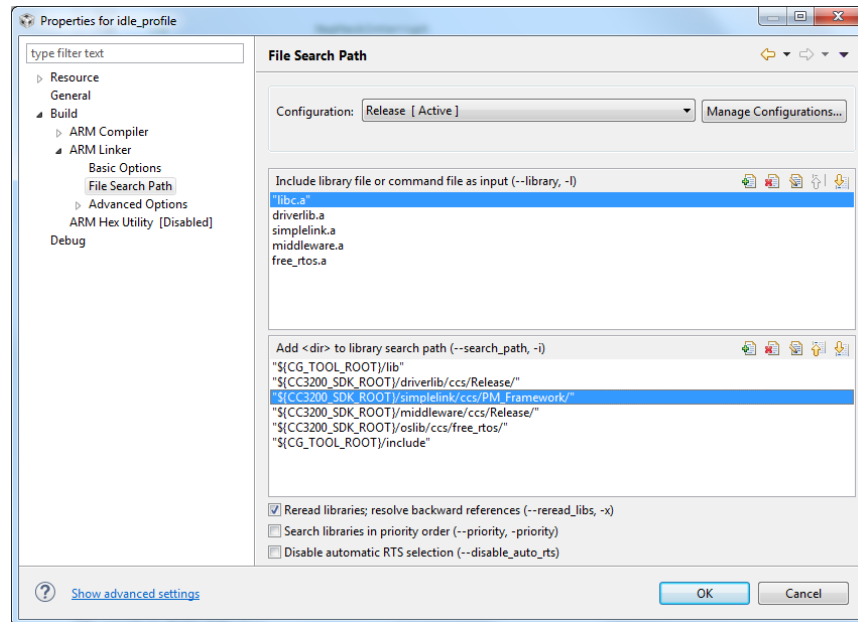 Properties for idle_profile
type filter text
Resource
General
Build
ARM Compiler
ARM Linker
Basic Options
File Search Path
Advanced Options
ARM Hex Utility [Disabled]
Debug
File Search Path
Configuration: Release [ Active ] Manage Configurations...
Include library file or command file as input (--library, -l)
"libc.a"
driverlib.a
simplelink.a
middleware.a
free_rtos.a
Add <dir> to library search path (--search_path, -i)
"${CG_TOOL_ROOT}/lib"
"${CC3200_SDK_ROOT}/driverlib/ccs/Release/"
"${CC3200_SDK_ROOT}/simplelink/ccs/PM_Framework/"
"${CC3200_SDK_ROOT}/middleware/ccs/Release/"
"${CC3200_SDK_ROOT}/oslib/ccs/free_rtos/"
"${CG_TOOL_ROOT}/include"
Reread libraries; resolve backward references (--reread_libs, -x)
Search libraries in priority order (--priority, -priority)
Disable automatic RTS selection (--disable_auto_rts)
Show advanced settings OK Cancel